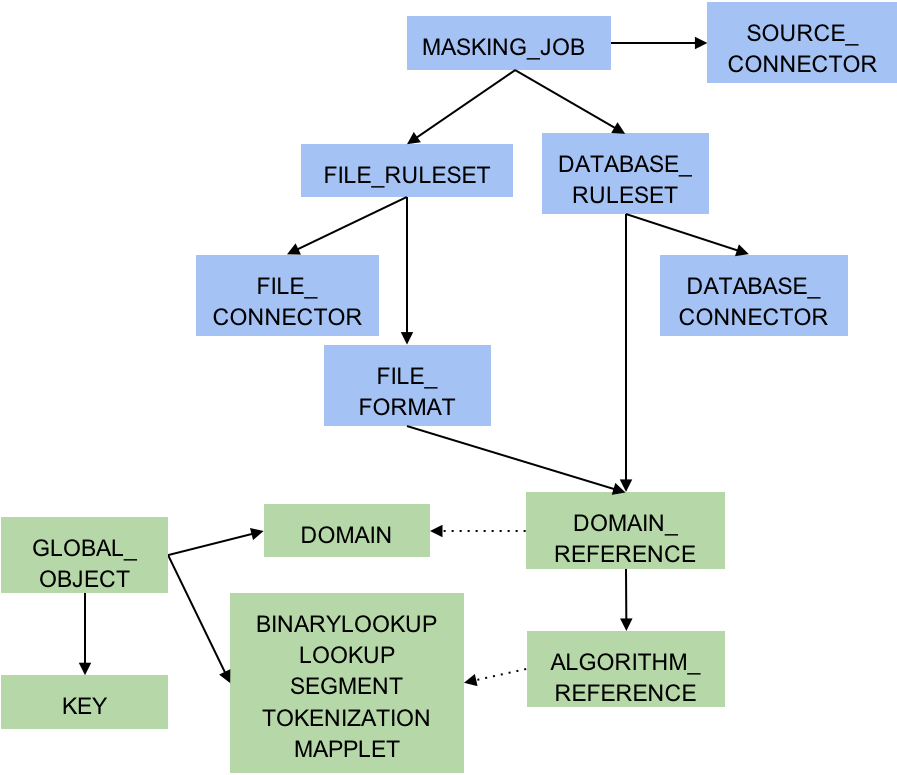 MASKING_JOB
SOURCE_
CONNECTOR
FILE_RULESET
DATABASE_
RULESET
FILE_
CONNECTOR
DATABASE_
CONNECTOR
FILE_
FORMAT
GLOBAL_
OBJECT
DOMAIN
DOMAIN_
REFERENCE
BINARYLOOKUP
LOOKUP
SEGMENT
TOKENIZATION
MAPPLET
ALGORITHM_
REFERENCE
KEY